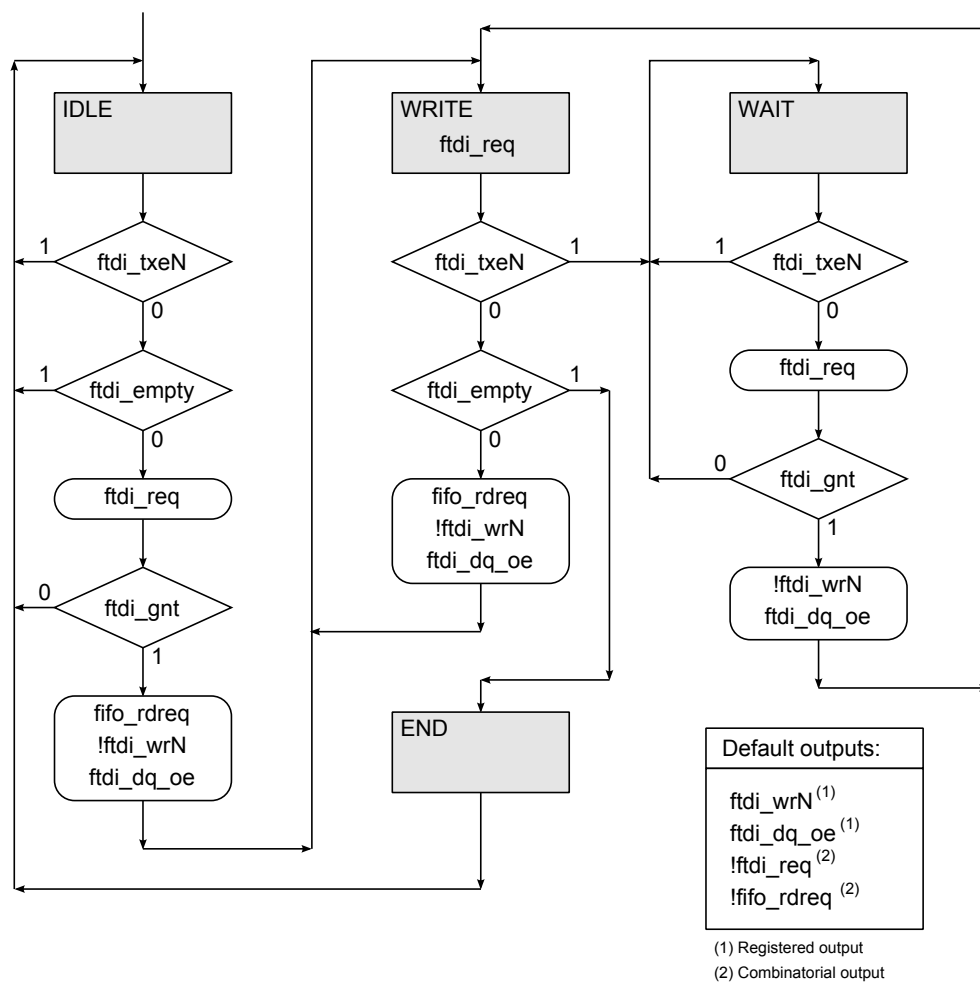 IDLE
ftdi_txeN
1
0
ftdi_empty
1
0
ftdi_req
ftdi_gnt
0
1
fifo_rdreq
!ftdi_wrN
ftdi_dq_oe
WRITE
ftdi_req
ftdi_txeN
1
0
ftdi_empty
1
0
fifo_rdreq
!ftdi_wrN
ftdi_dq_oe
END
WAIT
ftdi_txeN
1
0
ftdi_req
ftdi_gnt
0
1
!ftdi_wrN
ftdi_dq_oe
Default outputs:
ftdi_wrN (1)
ftdi_dq_oe (1)
!ftdi_req (2)
!fifo_rdreq (2)
(1) Registered output
(2) Combinatorial output